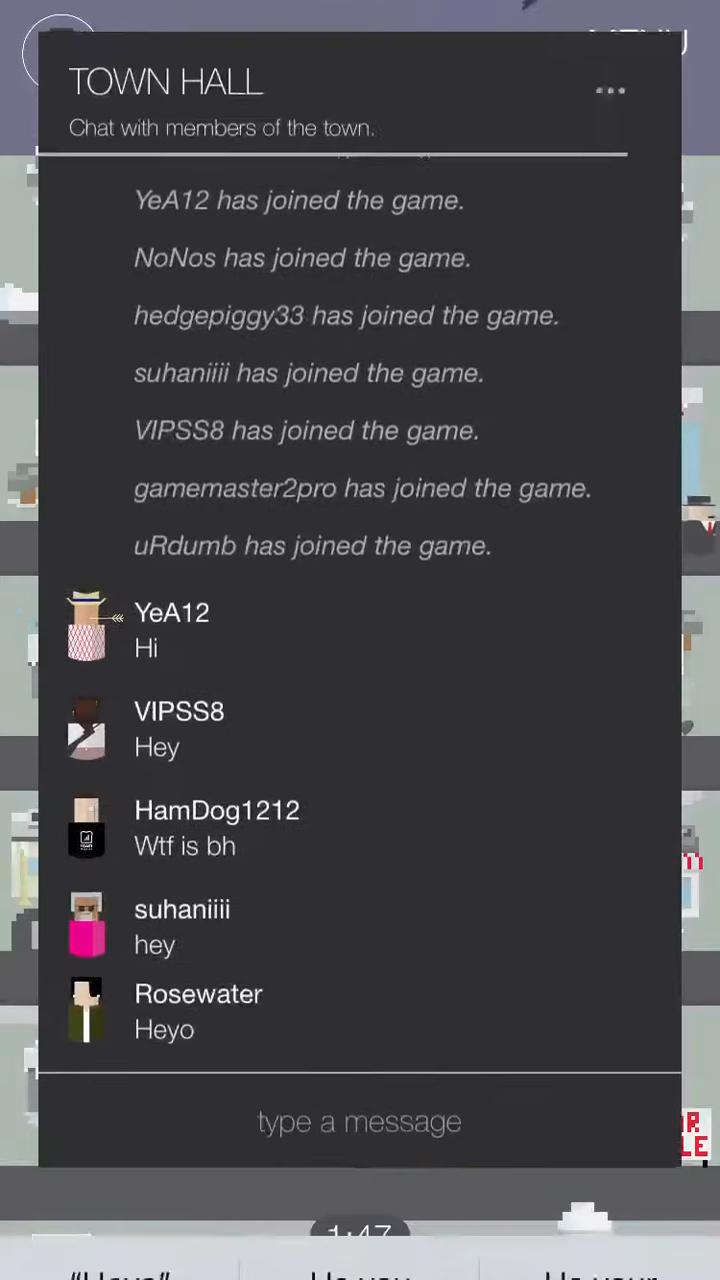 TOWN HALL
...
Chat with members of the town.
YeA12 has joined the game.
NoNos has joined the game.
hedgepiggy33 has joined the game.
suhaniiii has joined the game.
VIPSS8 has joined the game.
gamemaster2pro has joined the game.
uRdumb has joined the game.
YeA12
Hi
VIPSS8
Hey
HamDog1212
Wtf is bh
suhaniiii
hey
Rosewater
Heyo
type a message
1:47